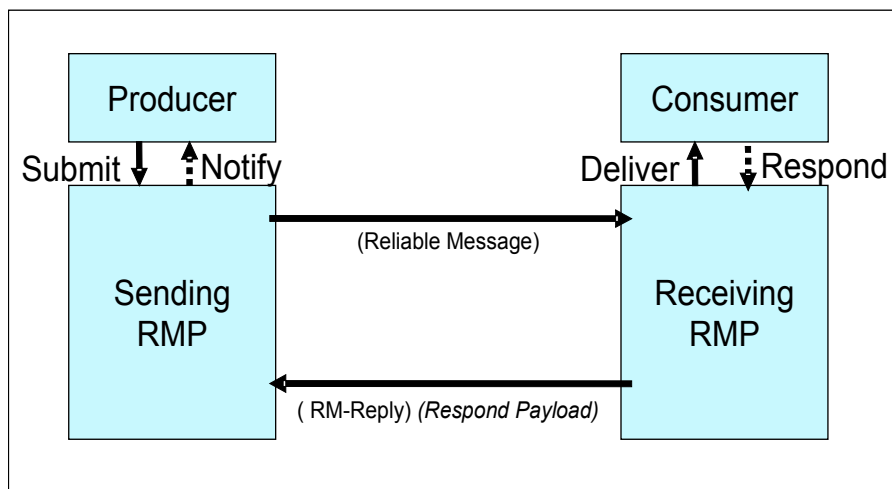 Producer
Consumer
Submit
Notify
Deliver
Respond
(Reliable Message)
Sending
RMP
Receiving
RMP
( RM-Reply) (Respond Payload)